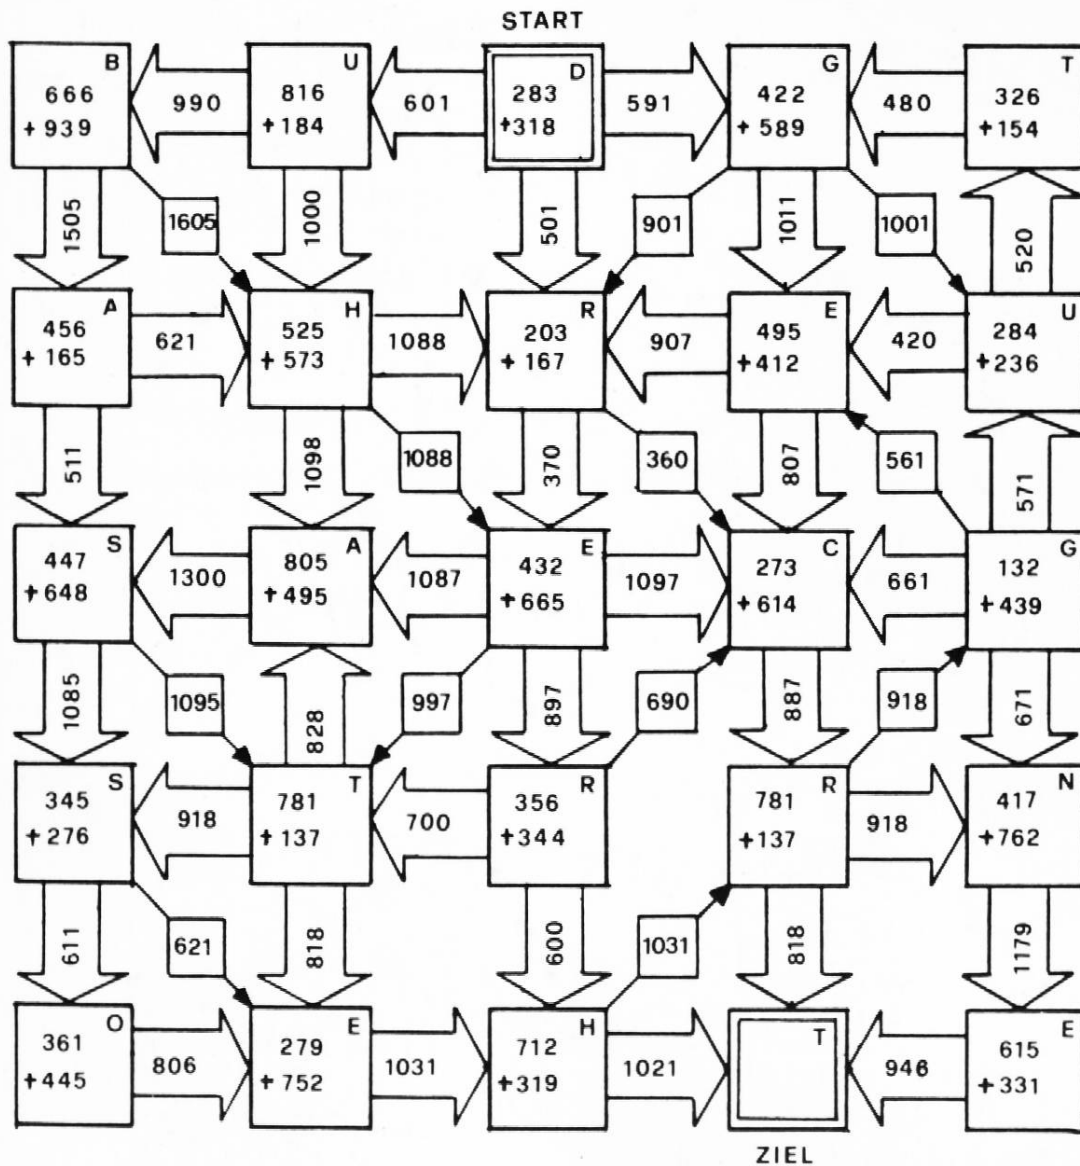 START
B U D G T
666 816 283 422 326
990 601 591 480
+ 939 + 184 + 318 + 589 + 154
1505 1605 1000 501 901 1011 1001 520
A H R E U
456 525 203 495 284
621 1088 907 420
+ 165 + 573 + 167 + 412 + 236
511 1098 1088 370 360 807 561 571
S A E C G
447 805 432 273 132
1300 1087 1097 661
+ 648 + 495 + 665 + 614 + 439
1085 1095 828 997 897 690 887 918 671
S T R R N
345 781 356 781 417
918 700 918
+ 276 + 137 + 344 + 137 + 762
611 621 818 600 1031 818 1179
O E H T E
361 279 712 615
806 1031 1021 946
+ 445 + 752 + 319 + 331
ZIEL